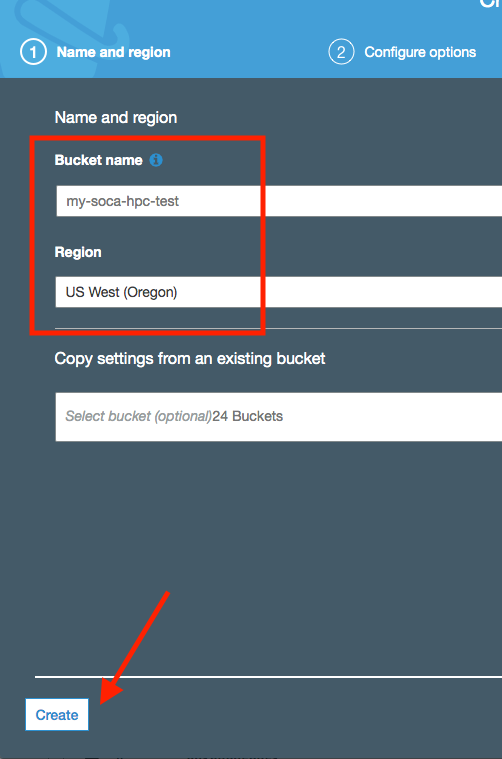 1 Name and region
2 Configure options
Name and region
Bucket name
my-soca-hpc-test
Region
US West (Oregon)
Copy settings from an existing bucket
Select bucket (optional)24 Buckets
Create